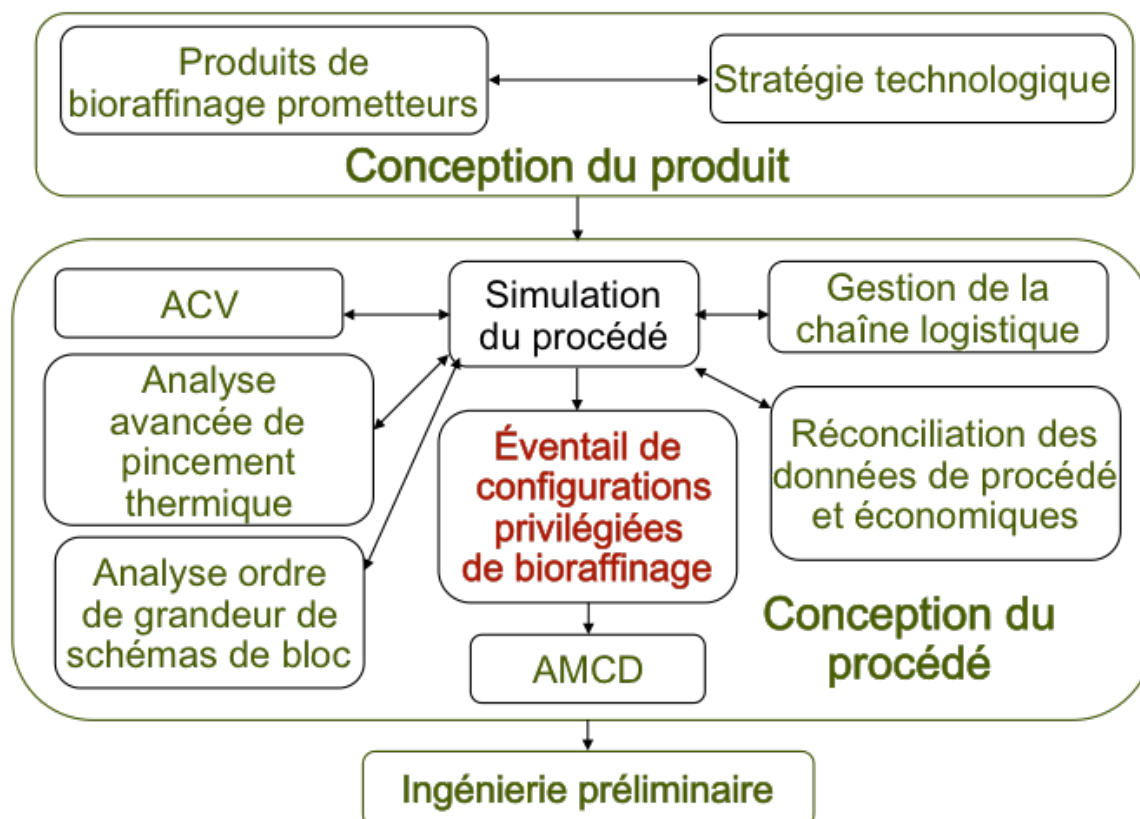 Produits de
bioraffinage prometteurs
Stratégie technologique
Conception du produit
ACV
Simulation
du procédé
Gestion de la
chaîne logistique
Analyse
avancée de
pincement
thermique
Éventail de
configurations
privilégiées
de bioraffinage
Réconciliation des
données de procédé
et économiques
Analyse ordre
de grandeur de
schémas de bloc
AMCD
Conception du
procédé
Ingénierie préliminaire